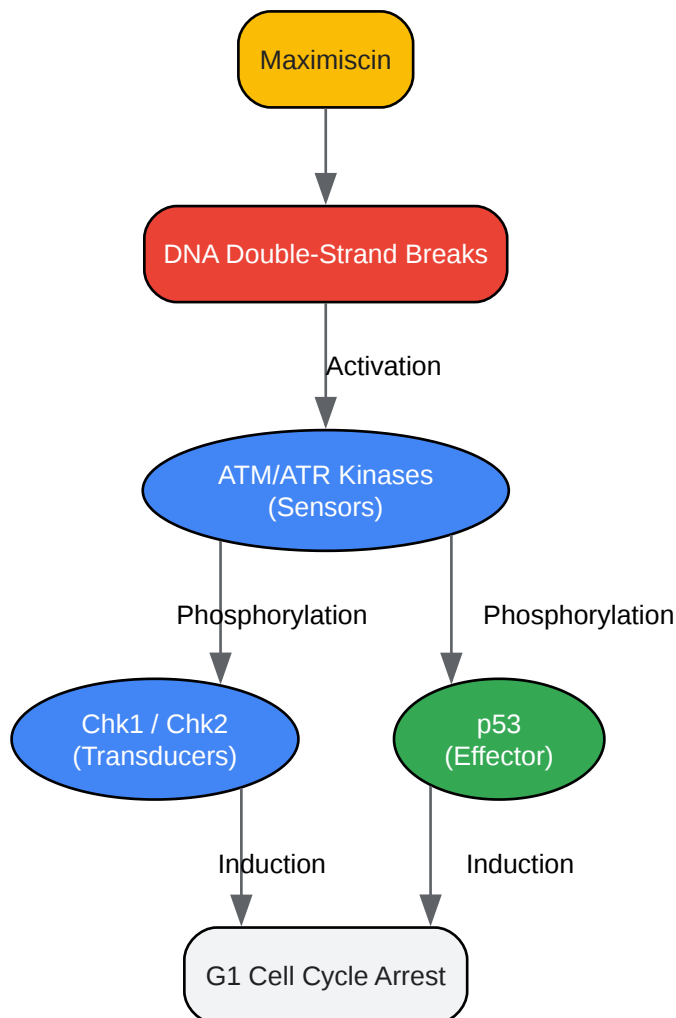 Maximiscin
DNA Double-Strand Breaks
Activation
ATM/ATR Kinases
(Sensors)
Phosphorylation
Phosphorylation
Chk1 / Chk2
(Transducers)
p53
(Effector)
Induction
Induction
G1 Cell Cycle Arrest